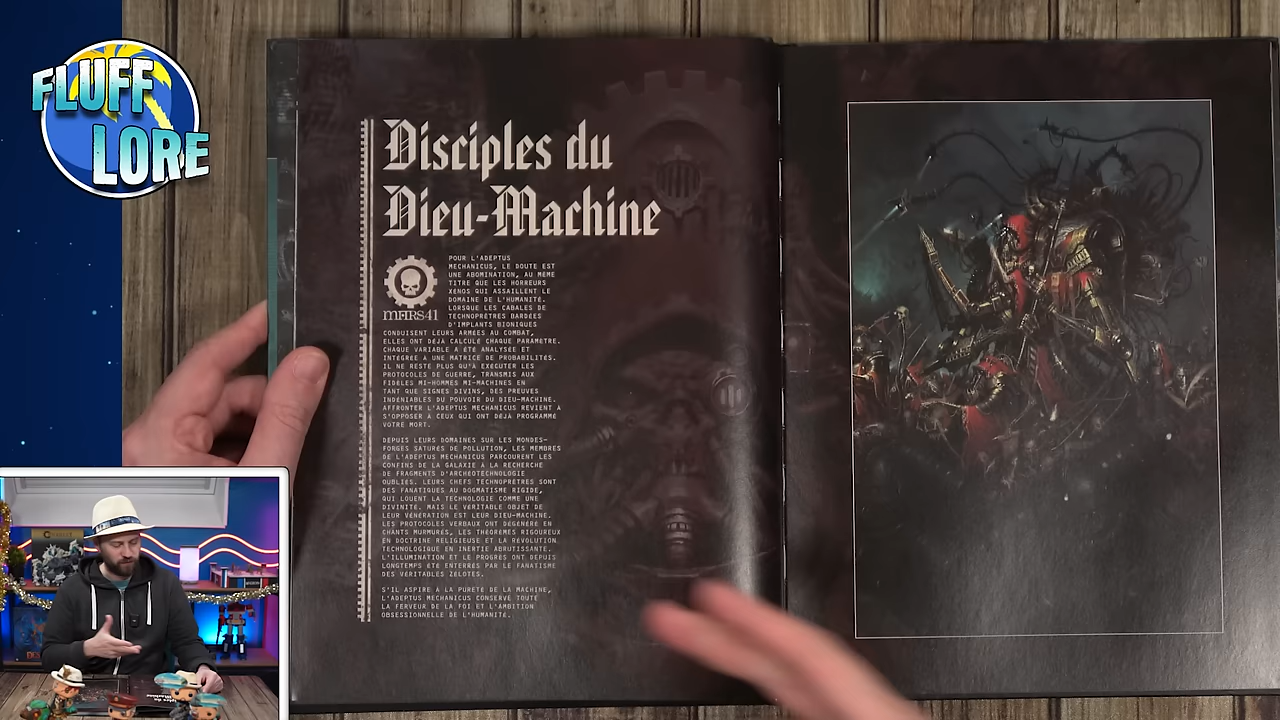 FLUFF
LORE
Disciples du
Dieu-Machine
MARS41
POUR L'ADEPTUS
MECHANICUS, LE DOUTE EST
UNE ABOMINATION, AU MÊME
TITRE QUE LES HORREURS
XENOS QUI ASSAILLENT LE
DOMAINE DE L'HUMANITÉ.
LORSQUE LES CABALES DE
TECHNOPRÊTRES BARDÉES
D'IMPLANTS BIONIQUES
CONDUISENT LEURS ARMÉES AU COMBAT,
ELLES ONT DÉJÀ CALCULÉ CHAQUE PARAMÈTRE.
CHAQUE VARIABLE A ÉTÉ ANALYSÉE ET
INTÉGRÉE À UNE MATRICE DE PROBABILITÉS.
IL NE RESTE PLUS QU'À EXÉCUTER LES
PROTOCOLES DE GUERRE, TRANSMIS AUX
FIDÈLES MI-HOMMES MI-MACHINES EN
TANT QUE SIGNES DIVINS, DES PREUVES
INDÉNIABLES DU POUVOIR DU DIEU-MACHINE.
AFFRONTER L'ADEPTUS MECHANICUS REVIENT À
S'OPPOSER À CEUX QUI ONT DÉJÀ PROGRAMMÉ
VOTRE MORT.
DEPUIS LEURS DOMAINES SUR LES MONDES-
FORGES SATURÉS DE POLLUTION, LES MEMBRES
DE L'ADEPTUS MECHANICUS PARCOURENT LES
CONFINS DE LA GALAXIE À LA RECHERCHE
DE FRAGMENTS D'ARCHÉOTECHNOLOGIE
OUBLIÉS. LEURS CHEFS TECHNOPRÊTRES SONT
DES FANATIQUES AU DOGMATISME RIGIDE,
QUI LOUENT LA TECHNOLOGIE COMME UNE
DIVINITÉ. MAIS LE VÉRITABLE OBJET DE
LEUR VÉNÉRATION EST LEUR DIEU-MACHINE.
LES PROTOCOLES VERBAUX ONT DÉGÉNÉRÉ EN
CHANTS MURMURÉS, LES THÉORÈMES RIGOUREUX
EN DOCTRINE RELIGIEUSE ET LA RÉVOLUTION
TECHNOLOGIQUE EN INERTIE ABRUTISSANTE.
L'ILLUMINATION ET LE PROGRÈS ONT DEPUIS
LONGTEMPS ÉTÉ ENTERRÉS PAR LE FANATISME
DES VÉRITABLES ZÉLOTES.
S'IL ASPIRE À LA PURETÉ DE LA MACHINE,
L'ADEPTUS MECHANICUS CONSERVE TOUTE
LA FERVEUR DE LA FOI ET L'AMBITION
OBSESSIONNELLE DE L'HUMANITÉ.